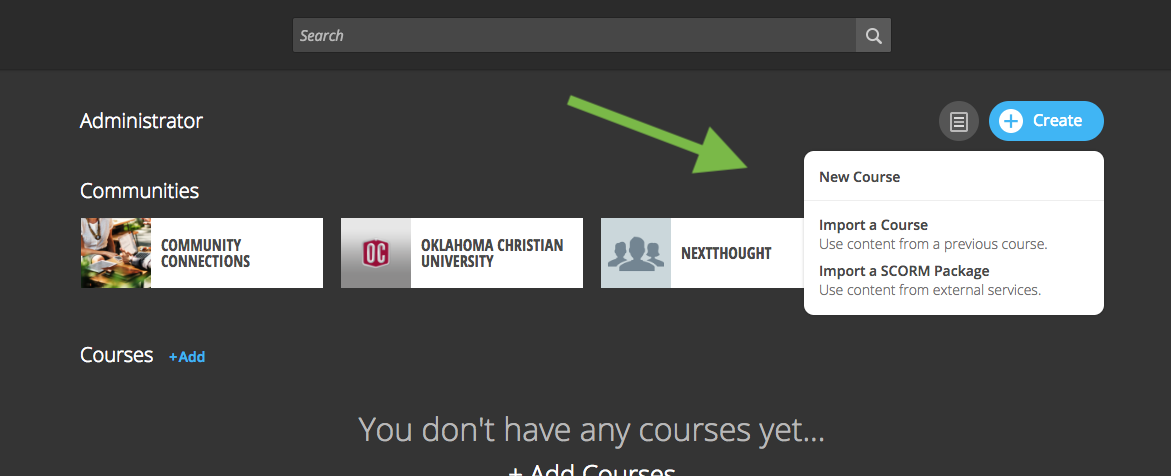 Search
Administrator
Create
New Course
Import a Course
Use content from a previous course.
Import a SCORM Package
Use content from external services.
Communities
COMMUNITY
CONNECTIONS
OC
OKLAHOMA CHRISTIAN
UNIVERSITY
NEXTTHOUGHT
Courses +Add
You don't have any courses yet...
+ Add Courses